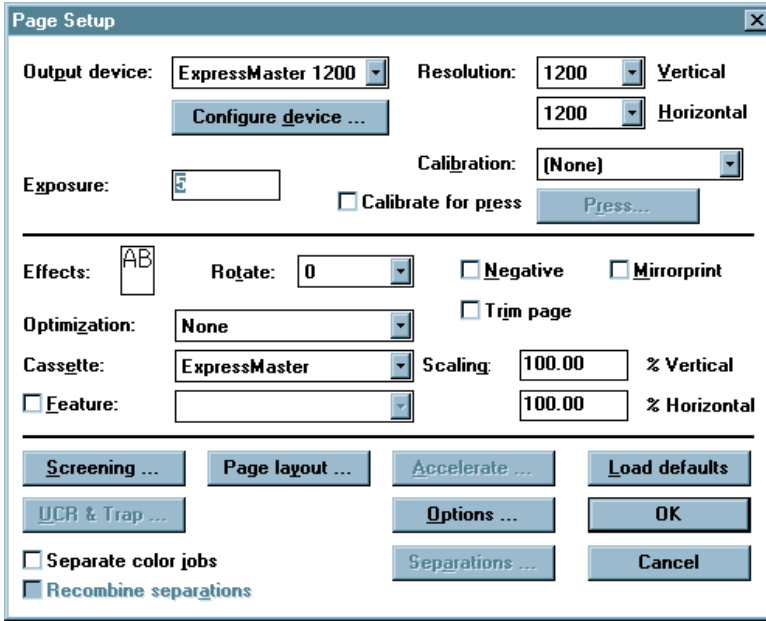 Page Setup
Output device: ExpressMaster 1200 Resolution: 1200 Vertical
Configure device ... 1200 Horizontal
Calibration: (None)
Exposure:
Calibrate for press Press...
Effects: AB Rotate: 0 Negative Mirrorprint
Trim page
Optimization: None
Cassette: ExpressMaster Scaling: 100.00 % Vertical
Feature: 100.00 % Horizontal
Screening ... Page layout ... Accelerate ... Load defaults
UCR & Trap ... Options ... OK
Separate color jobs Separations ... Cancel
Recombine separations